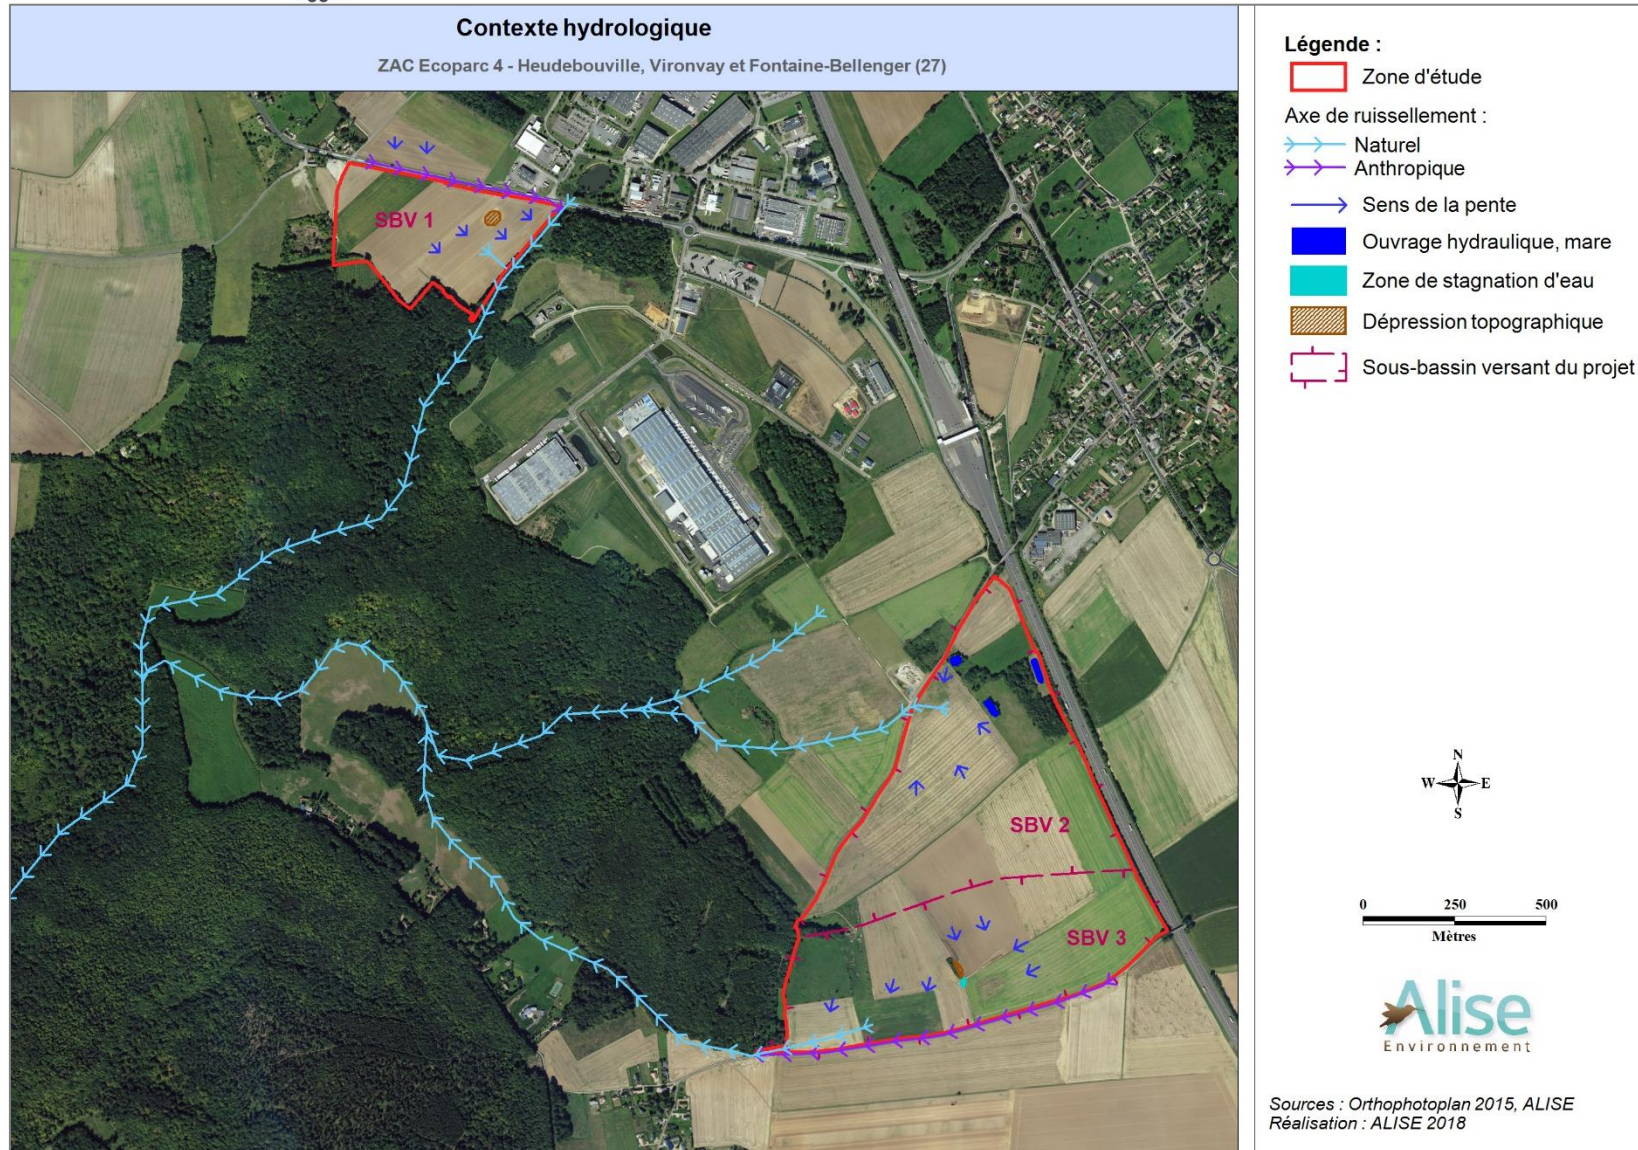 Contexte hydrologique
ZAC Ecoparc 4 - Heudebouville, Vironvay et Fontaine-Bellenger (27)
SBV 1
SBV 2
SBV 3
Légende :
Zone d'étude
Axe de ruissellement :
Naturel
Anthropique
Sens de la pente
Ouvrage hydraulique, mare
Zone de stagnation d'eau
Dépression topographique
Sous-bassin versant du projet
N
W E
S
0 250 500
Mètres
Alise
Environnement
Sources : Orthophotoplan 2015, ALISE
Réalisation : ALISE 2018